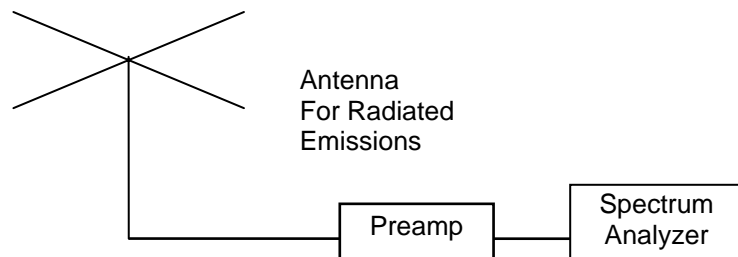 Antenna
For Radiated
Emissions
Preamp
Spectrum
Analyzer